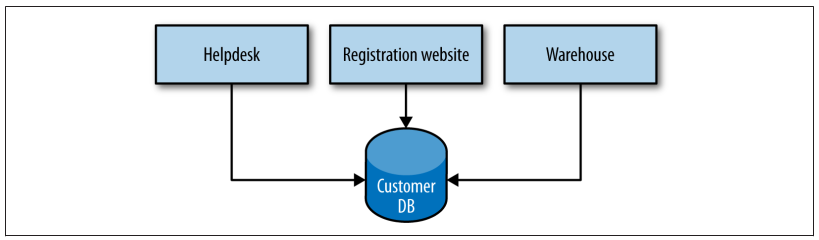 Helpdesk
Registration website
Warehouse
Customer
DB